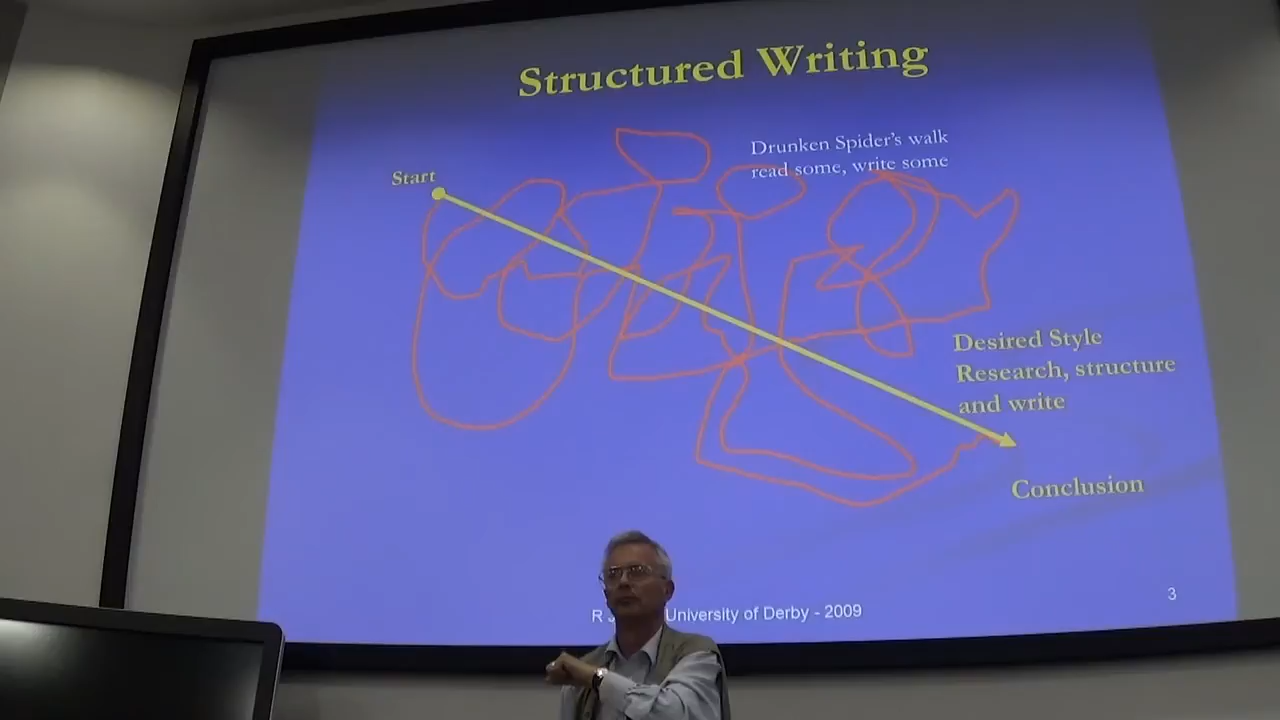 Structured Writing
Drunken Spider's walk
read some, write some
Start
Desired Style
Research, structure
and write
Conclusion
R University of Derby - 2009
3